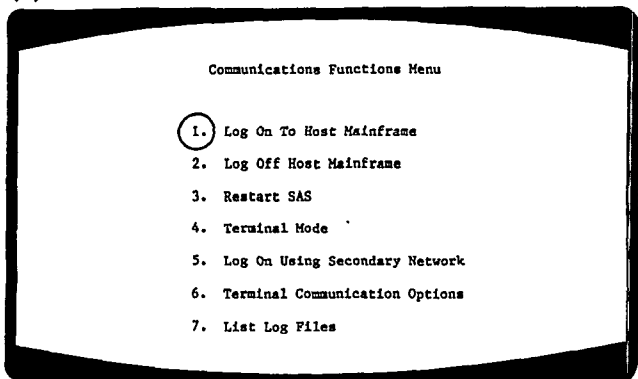 Communications Functions Menu
1. Log On To Host Mainframe
2. Log Off Host Mainframe
3. Restart SAS
4. Terminal Mode
5. Log On Using Secondary Network
6. Terminal Communication Options
7. List Log Files